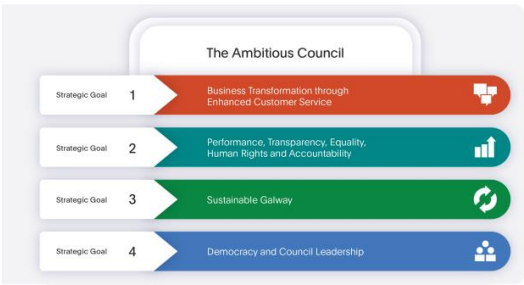 The Ambitious Council
Strategic Goal 1
Business Transformation through
Enhanced Customer Service
Strategic Goal 2
Performance, Transparency, Equality,
Human Rights and Accountability
Strategic Goal 3
Sustainable Galway
Strategic Goal 4
Democracy and Council Leadership